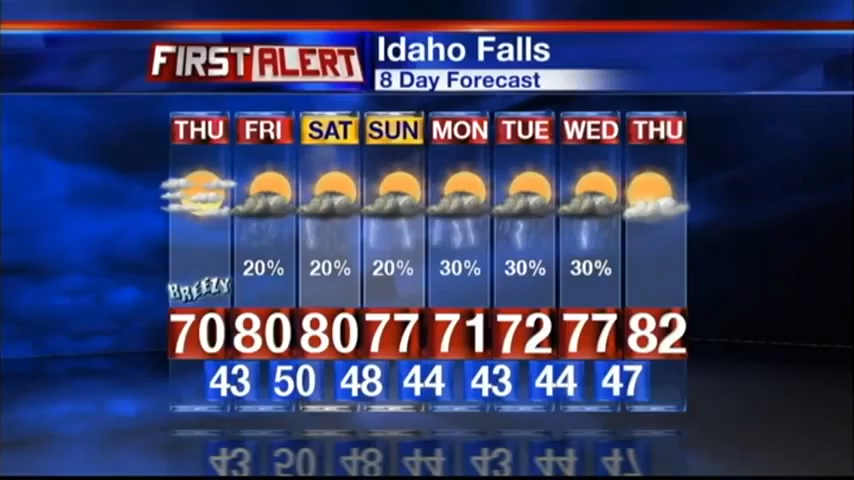 FIRST ALERT
Idaho Falls
8 Day Forecast
THU FRI SAT SUN MON TUE WED THU
20% 20% 20% 30% 30% 30%
BREEZY
70 80 80 77 71 72 77 82
43 50 48 44 43 44 47